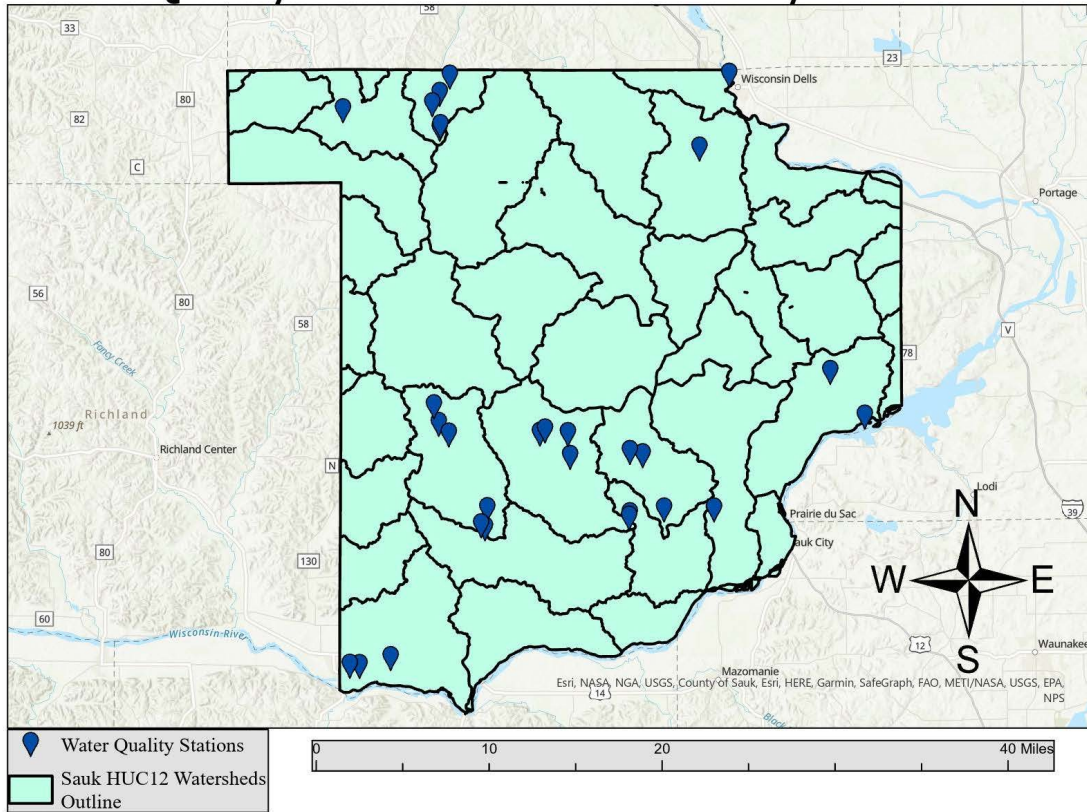 58
33
23
Wisconsin Dells
80
82
C
Portage
56
80
58
V
Fancy Creek
78
Richland
1039 ft
Richland Center
N
Lodi
N
39
Prairie du Sac
auk City
80
130
W
E
60
Wisconsin River
12
Waunakee
S
Mazomanie
Esri, NASA, NGA, USGS, County of Sauk, Esri, HERE, Garmin, SafeGraph, FAO, METI/NASA, USGS, EPA,
NPS
14
Black
Water Quality Stations
Sauk HUC12 Watersheds
Outline
0 10 20 40 Miles